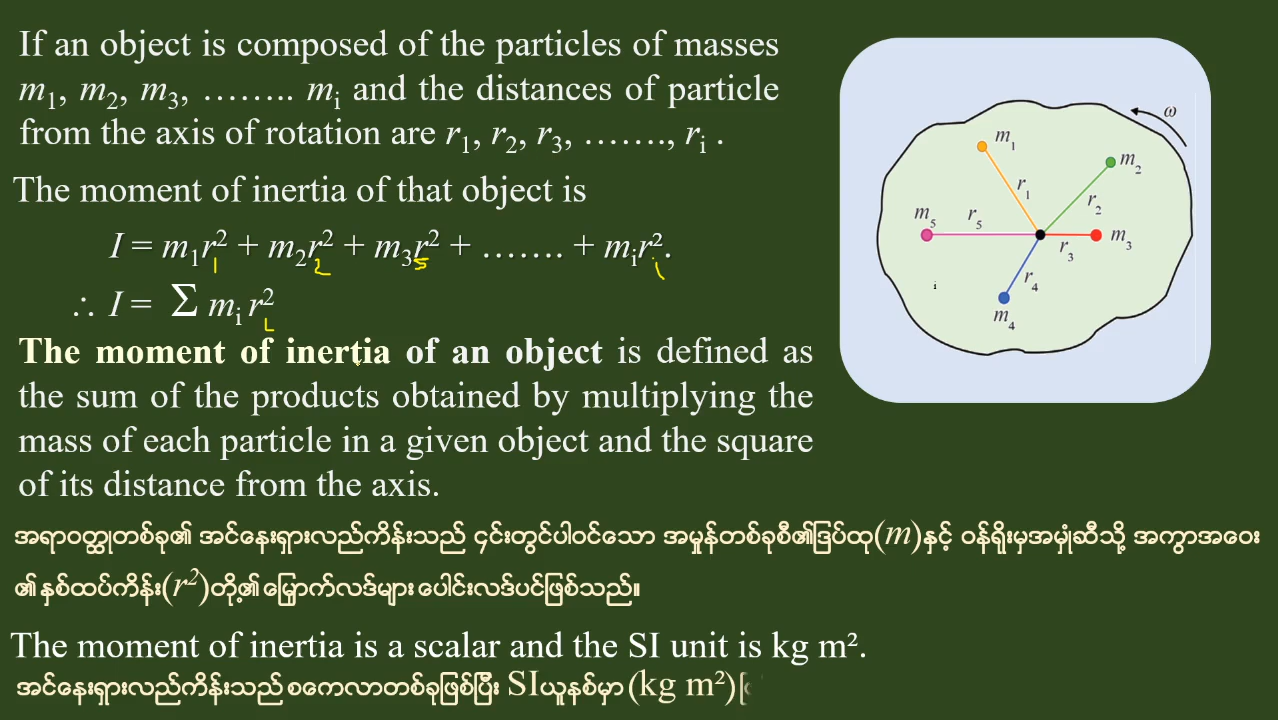 If an object is composed of the particles of masses
m₁, m₂, m₃, …….. mᵢ and the distances of particle
from the axis of rotation are r₁, r₂, r₃, ……., rᵢ .
The moment of inertia of that object is
I = m₁r₁² + m₂r₂² + m₃r₃² + ……. + mᵢrᵢ².
∴ I = Σ mᵢ rᵢ²
The moment of inertia of an object is defined as
the sum of the products obtained by multiplying the
mass of each particle in a given object and the square
of its distance from the axis.
အရာဝတ္ထုတစ်ခု၏ အင်နေးရှားလည်ကိန်းသည် ၄င်းတွင်ပါဝင်သော အမှုန်တစ်ခုစီ၏ဒြပ်ထု(m)နှင့် ဝန်ရိုးမှအမှုံဆီသို့ အကွာအဝေး
၏နှစ်ထပ်ကိန်း(r²)တို့၏မြှောက်လဒ်များပေါင်းလဒ်ပင်ဖြစ်သည်။
The moment of inertia is a scalar and the SI unit is kg m².
အင်နေးရှားလည်ကိန်းသည်စကေလာတစ်ခုဖြစ်ပြီး SIယူနစ်မှာ (kg m²)
ω
m₁
m₂
r₁
r₂
m₅
r₅
m₃
r₃
r₄
i
m₄